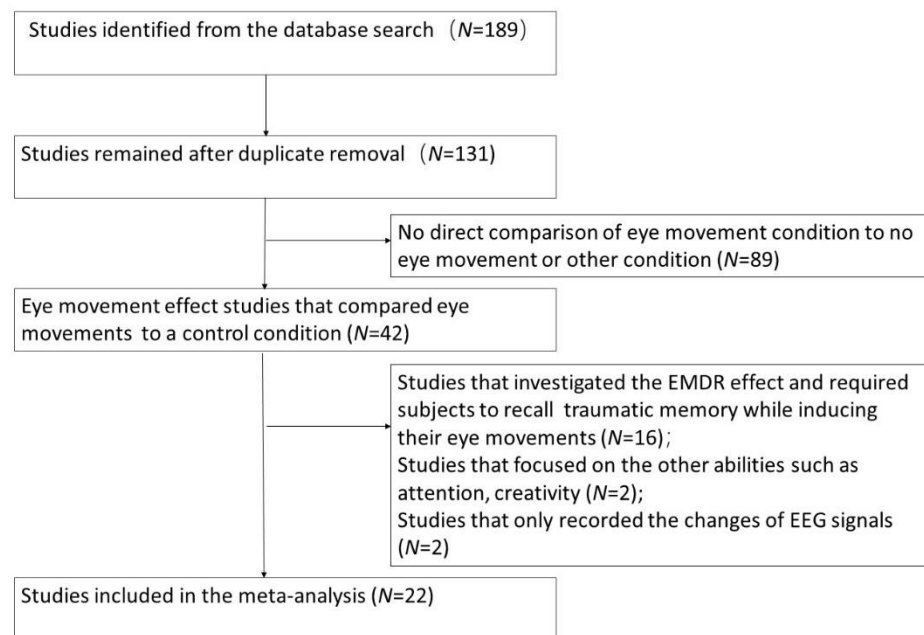 Studies identified from the database search （N=189）
Studies remained after duplicate removal （N=131)
No direct comparison of eye movement condition to no
eye movement or other condition (N=89)
Eye movement effect studies that compared eye
movements to a control condition (N=42)
Studies that investigated the EMDR effect and required
subjects to recall traumatic memory while inducing
their eye movements (N=16)；
Studies that focused on the other abilities such as
attention, creativity (N=2);
Studies that only recorded the changes of EEG signals
(N=2)
Studies included in the meta-analysis (N=22)